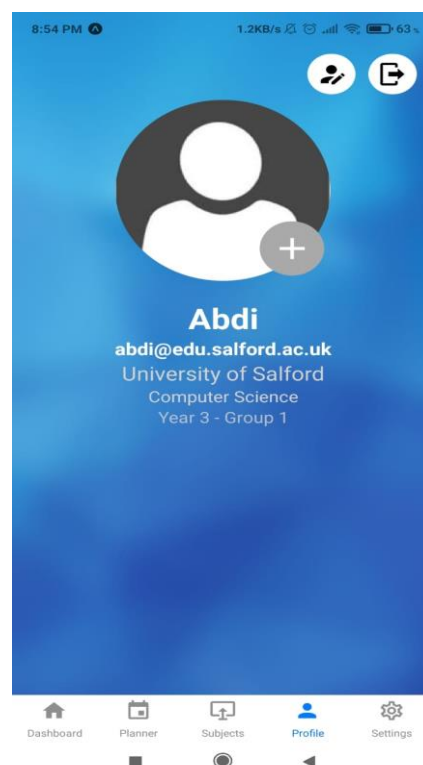 8:54 PM 1.2KB/s 63%
Abdi
abdi@edu.salford.ac.uk
University of Salford
Computer Science
Year 3 - Group 1
Dashboard Planner Subjects Profile Settings